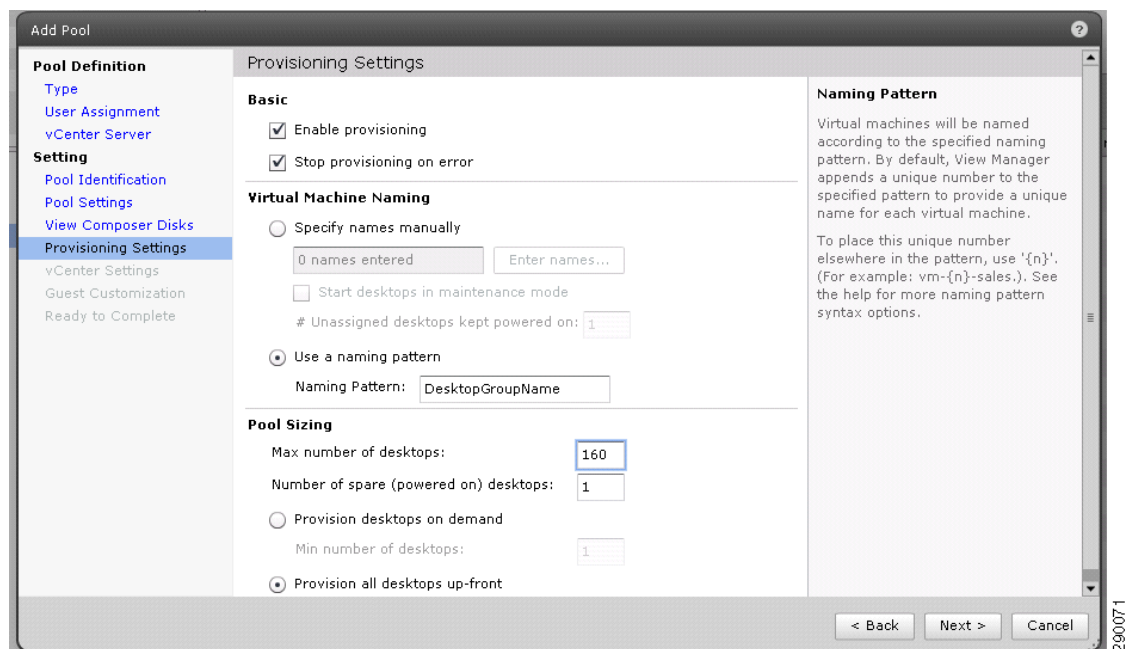 Add Pool
?
Pool Definition
Type
User Assignment
vCenter Server
Setting
Pool Identification
Pool Settings
View Composer Disks
Provisioning Settings
vCenter Settings
Guest Customization
Ready to Complete
Provisioning Settings
Basic
Enable provisioning
Stop provisioning on error
Virtual Machine Naming
Specify names manually
0 names entered
Enter names...
Start desktops in maintenance mode
# Unassigned desktops kept powered on: 1
Use a naming pattern
Naming Pattern: DesktopGroupName
Pool Sizing
Max number of desktops: 160
Number of spare (powered on) desktops: 1
Provision desktops on demand
Min number of desktops: 1
Provision all desktops up-front
Naming Pattern
Virtual machines will be named
according to the specified naming
pattern. By default, View Manager
appends a unique number to the
specified pattern to provide a unique
name for each virtual machine.
To place this unique number
elsewhere in the pattern, use '{n}'.
(For example: vm-{n}-sales.). See
the help for more naming pattern
syntax options.
< Back
Next >
Cancel
290071